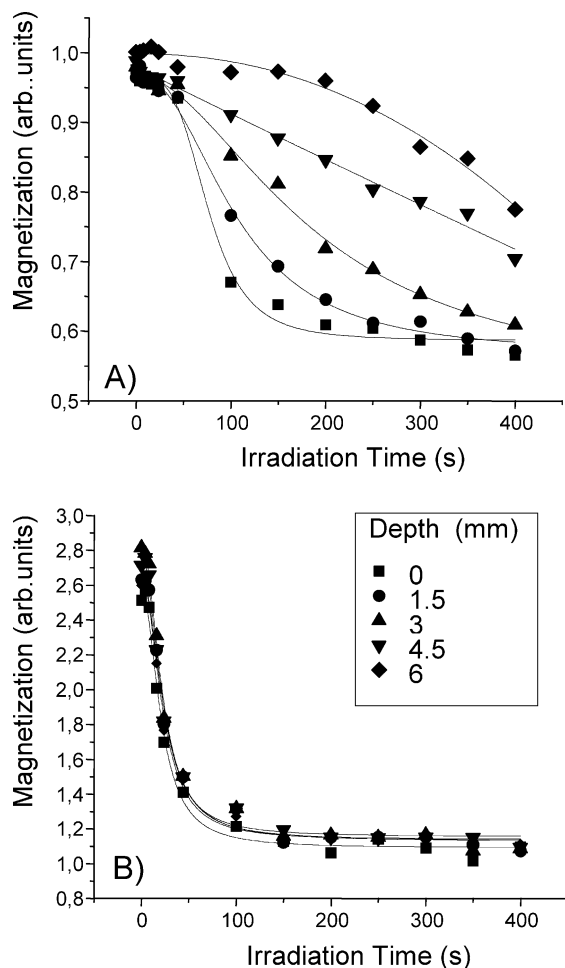 1,0
0,9
0,8
0,7
0,6
0,5
Magnetization (arb..units)
A)
0 100 200 300 400
Irradiation Time (s)
3,0
2,8
2,6
2,4
2,2
2,0
1,8
1,6
1,4
1,2
1,0
0,8
Magnetization (arb.units)
Depth (mm)
0
1.5
3
4.5
6
B)
0 100 200 300 400
Irradiation Time (s)